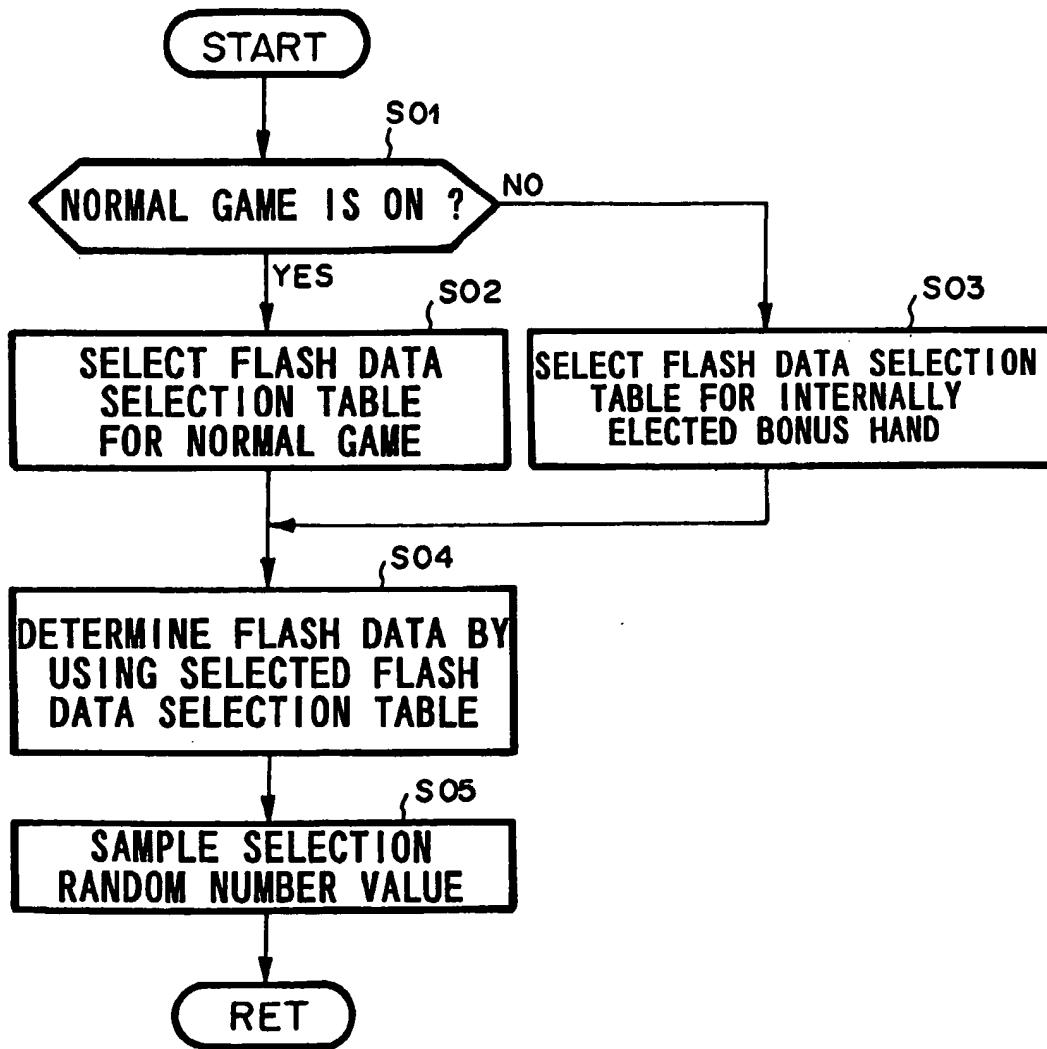 START
S01
NORMAL GAME IS ON ?
NO
YES
S02
SELECT FLASH DATA
SELECTION TABLE
FOR NORMAL GAME
S03
SELECT FLASH DATA SELECTION
TABLE FOR INTERNALLY
ELECTED BONUS HAND
S04
DETERMINE FLASH DATA BY
USING SELECTED FLASH
DATA SELECTION TABLE
S05
SAMPLE SELECTION
RANDOM NUMBER VALUE
RET